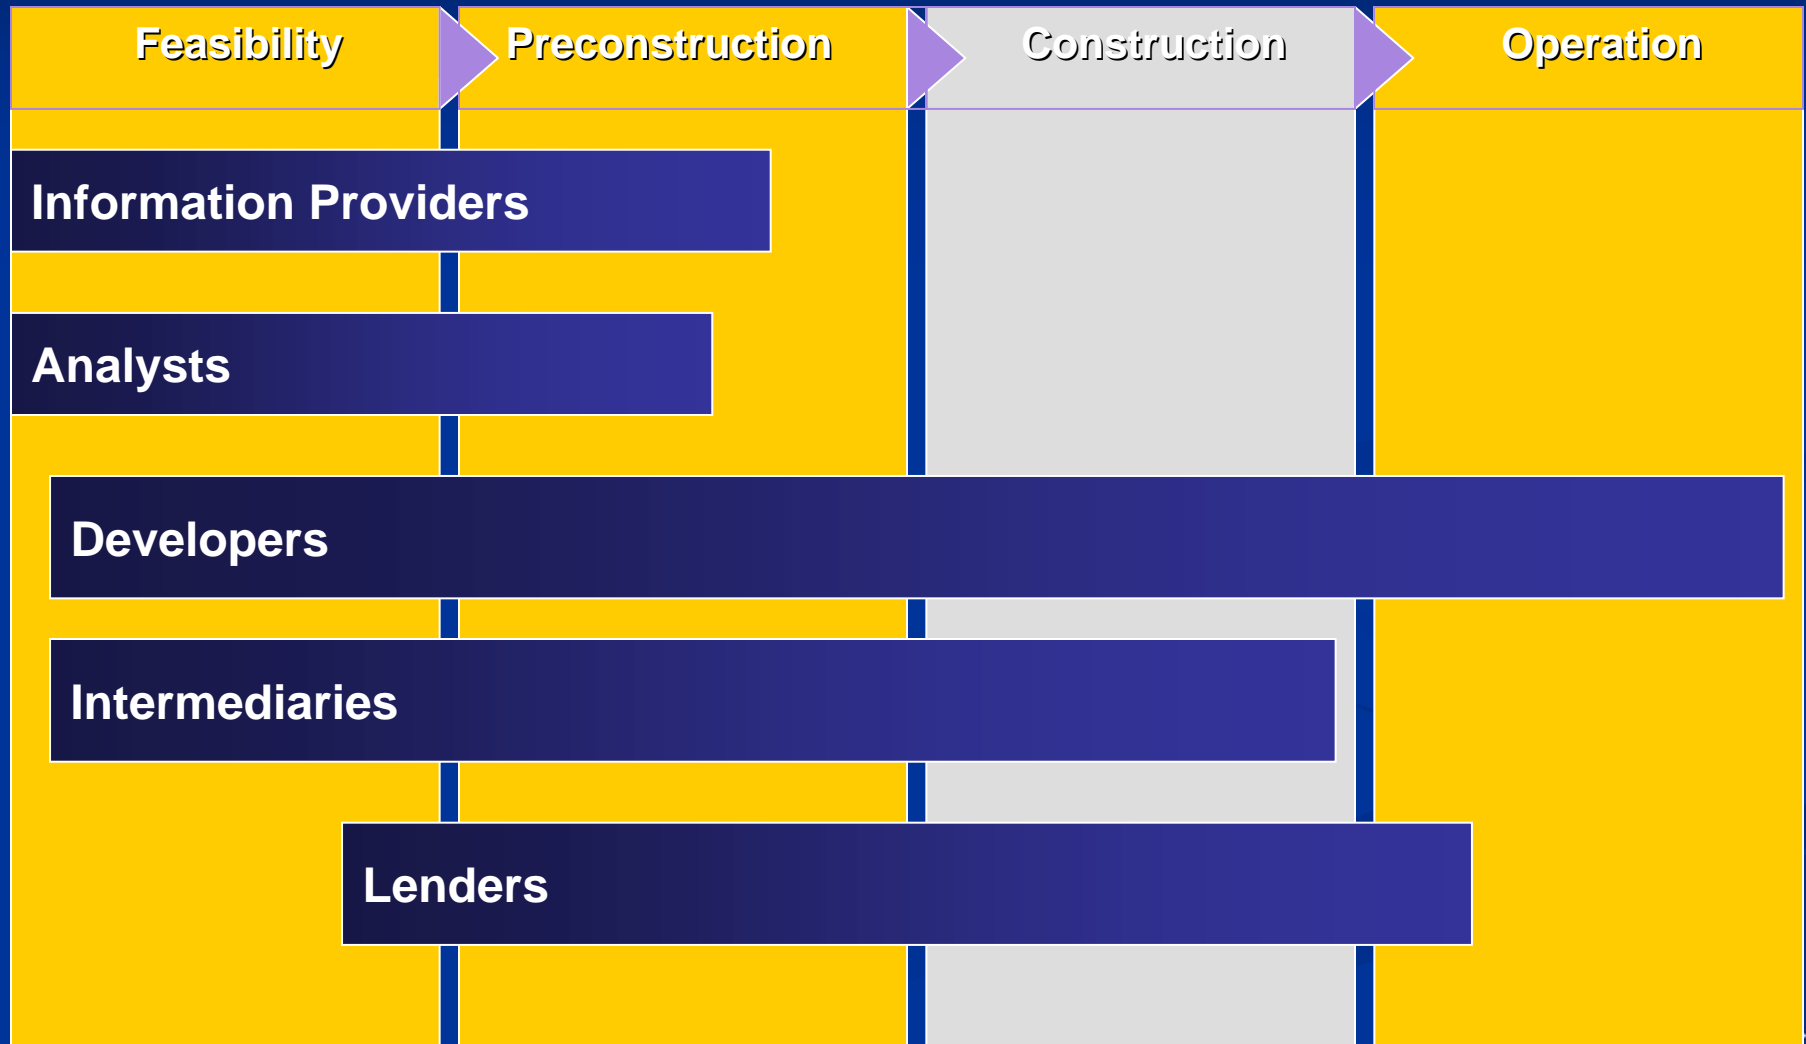 Feasibility
Preconstruction
Construction
Operation
Information Providers
Analysts
Developers
Intermediaries
Lenders